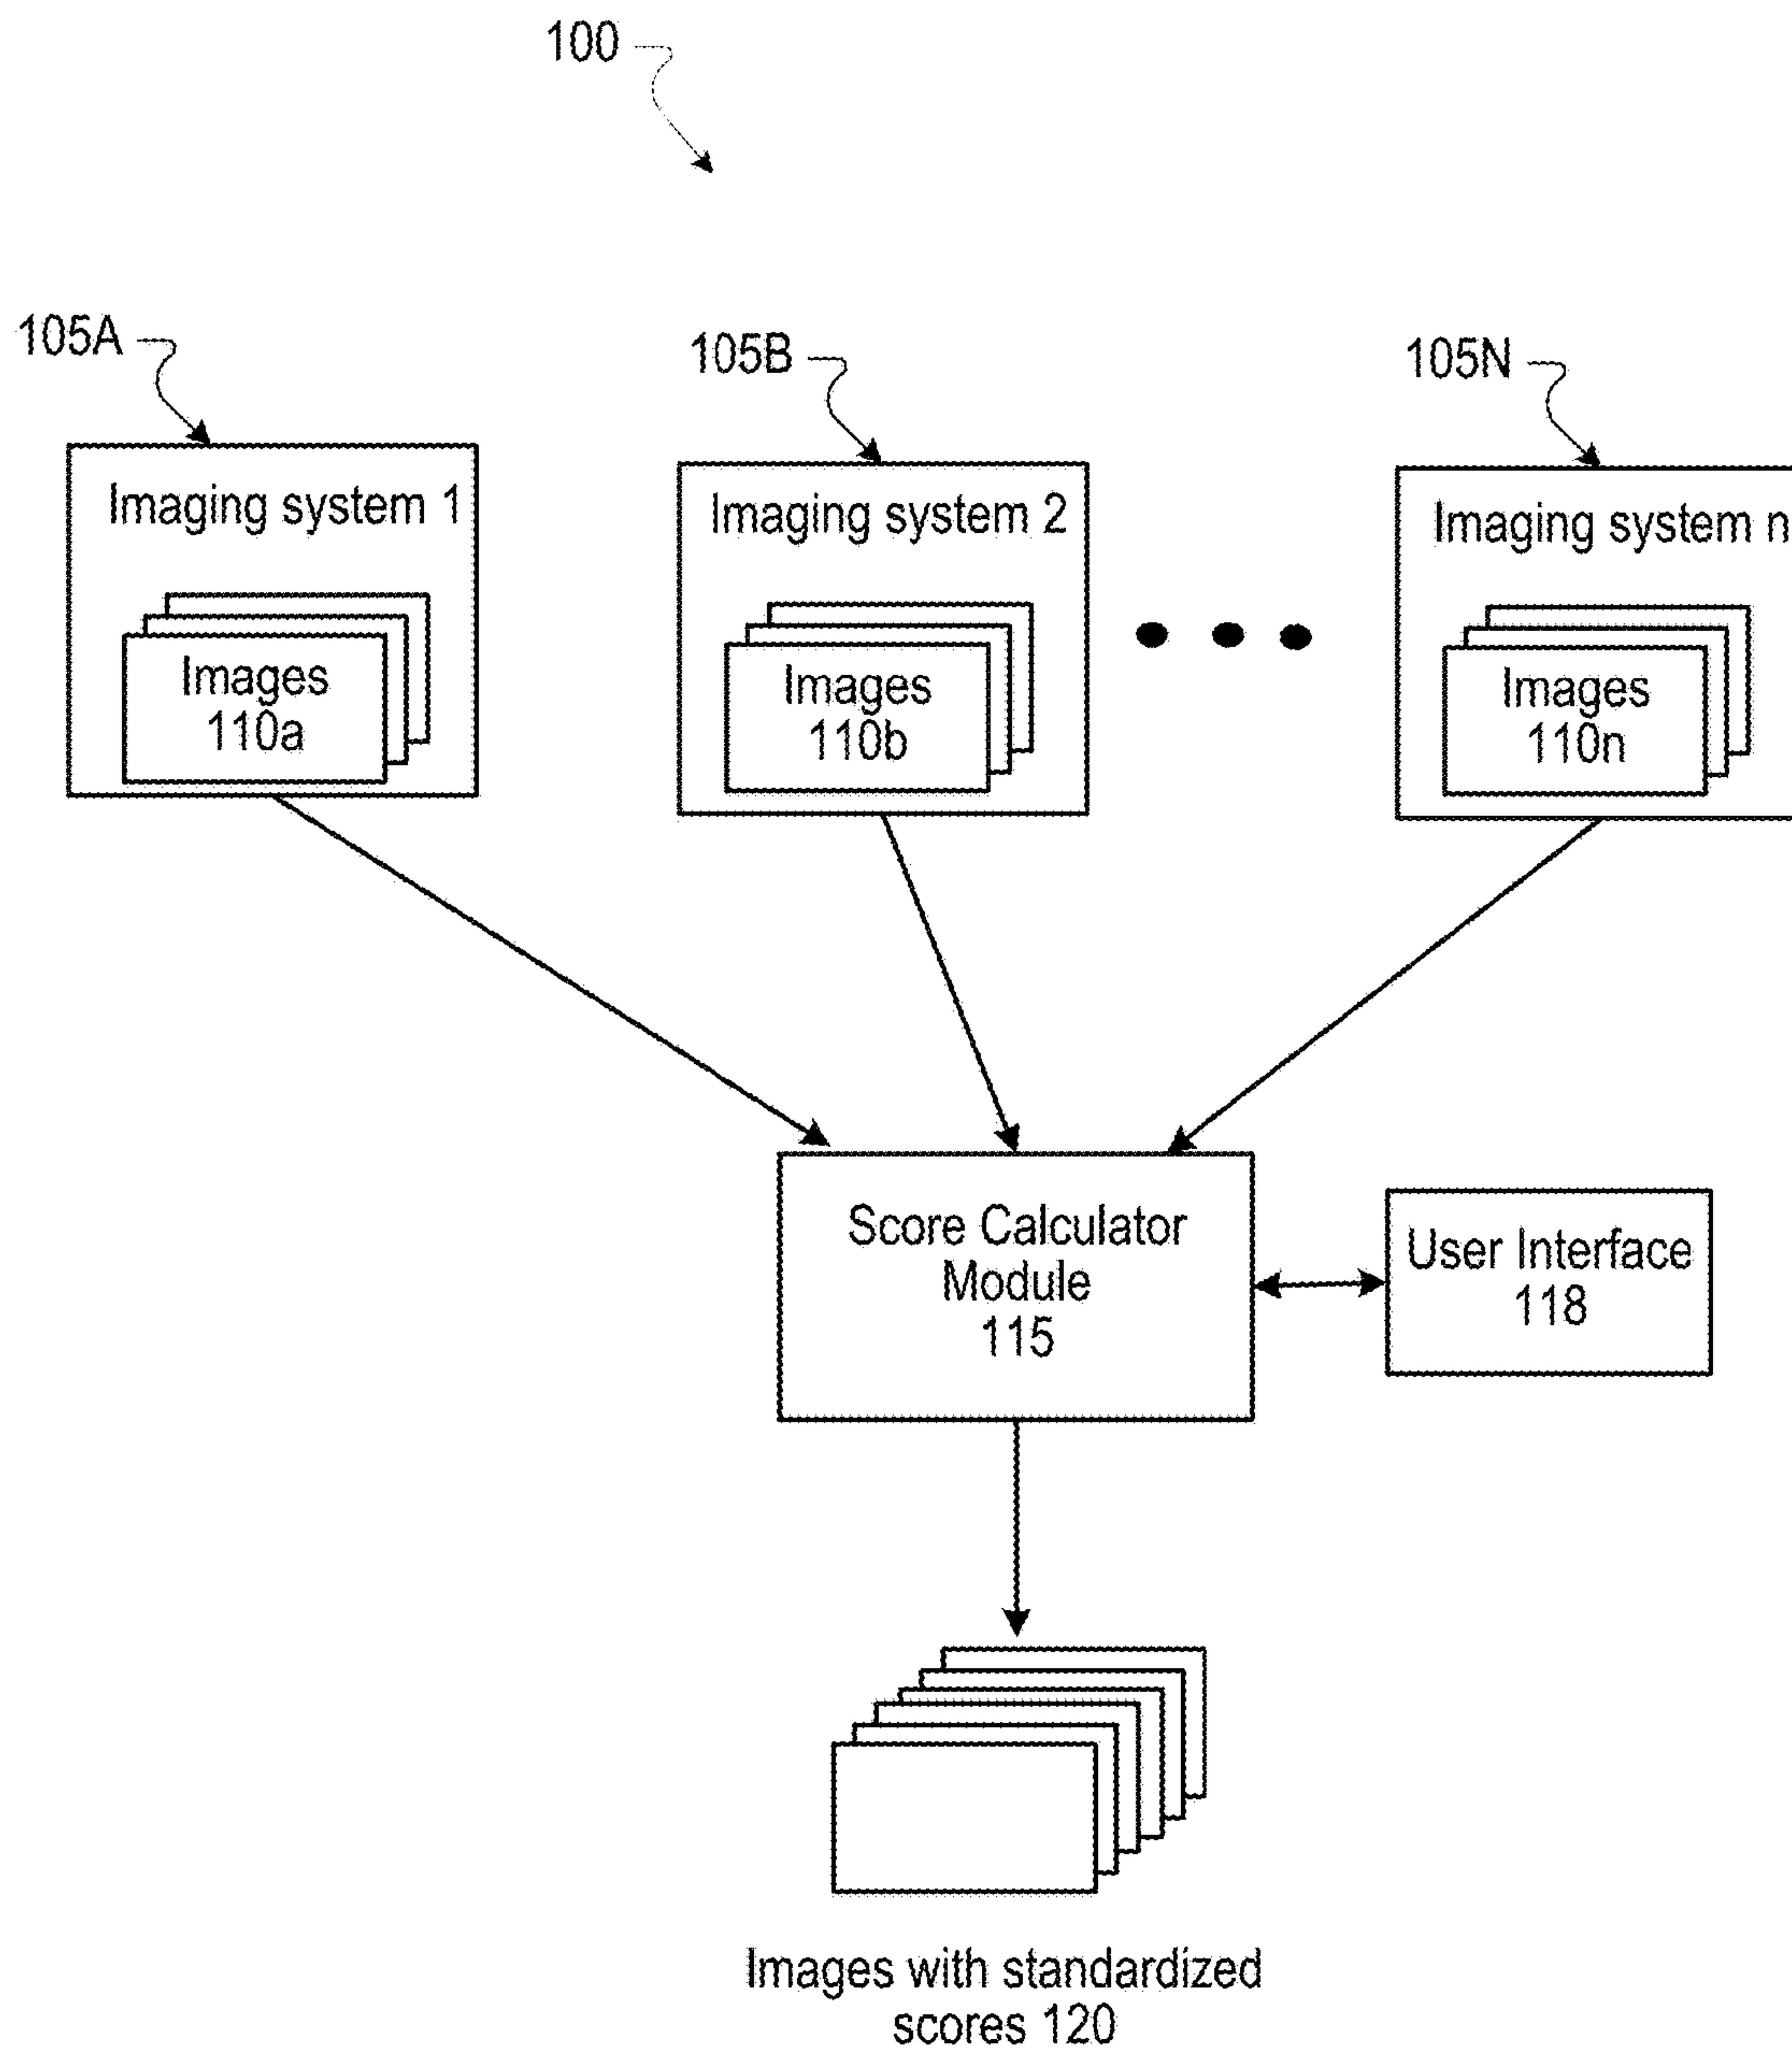 100
105A
105B
105N
Imaging system 1
Imaging system 2
Imaging system n
Images
110a
Images
110b
Images
110n
Score Calculator
Module
115
User Interface
118
Images with standardized
scores 120